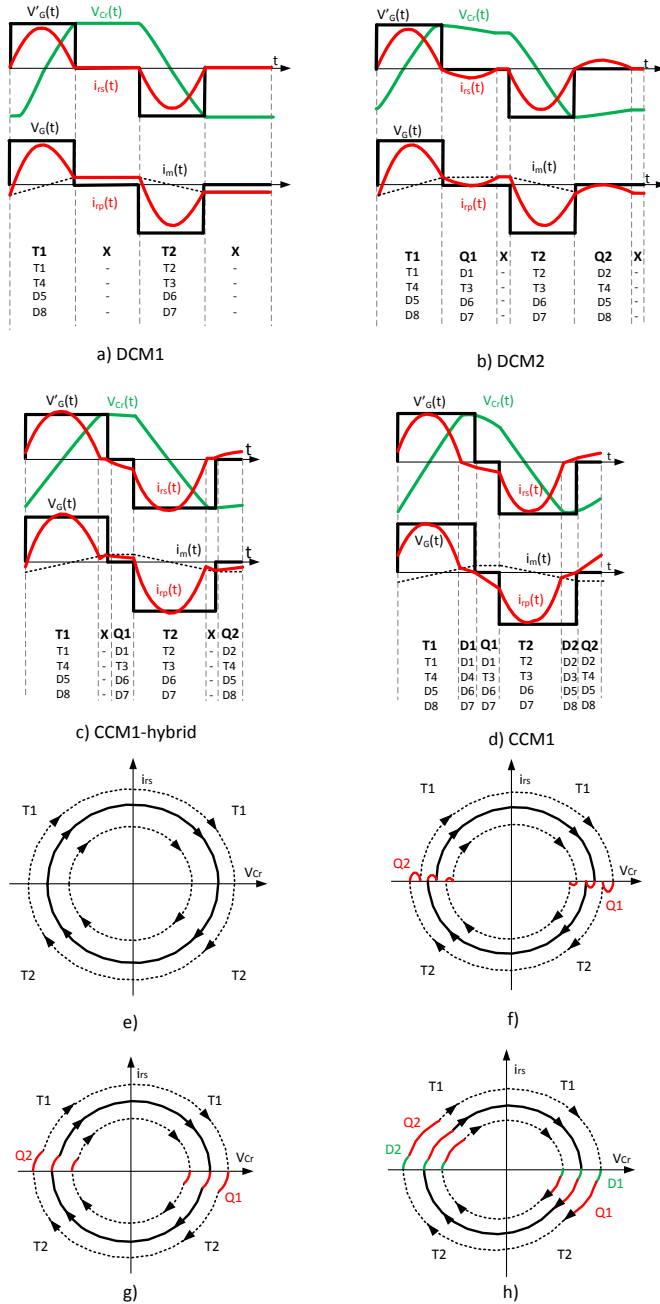 V'G(t) VCr(t)
t
irs(t)
VG(t)
im(t)
t
irp(t)
T1 X T2 X
T1 - T2 -
T4 - T3 -
D5 - D6 -
D8 - D7 -
a) DCM1
V'G(t) VCr(t)
t
irs(t)
VG(t)
im(t)
t
irp(t)
T1 Q1 X T2 Q2 X
T1 D1 - T2 D2 -
T4 T3 - T3 T4 -
D5 D6 - D6 D5 -
D8 D7 - D7 D8 -
b) DCM2
V'G(t) VCr(t)
t
irs(t)
VG(t)
im(t)
t
irp(t)
T1 X Q1 T2 X Q2
T1 - D1 T2 - D2
T4 - T3 T3 - T4
D5 - D6 D6 - D5
D8 - D7 D7 - D8
c) CCM1-hybrid
V'G(t) VCr(t)
t
irs(t)
VG(t)
im(t)
t
irp(t)
T1 D1 Q1 T2 D2 Q2
T1 D1 D1 T2 D2 D2
T4 D4 T3 T3 D3 T4
D5 D6 D6 D6 D5 D5
D8 D7 D7 D7 D8 D8
d) CCM1
irs
T1 T1
VCr
T2 T2
e)
irs
T1 T1
Q2 VCr
Q1
T2 T2
f)
irs
T1 T1
Q2 VCr
Q1
T2 T2
g)
irs
T1 T1
Q2
D2 VCr
D1
Q1
T2 T2
h)